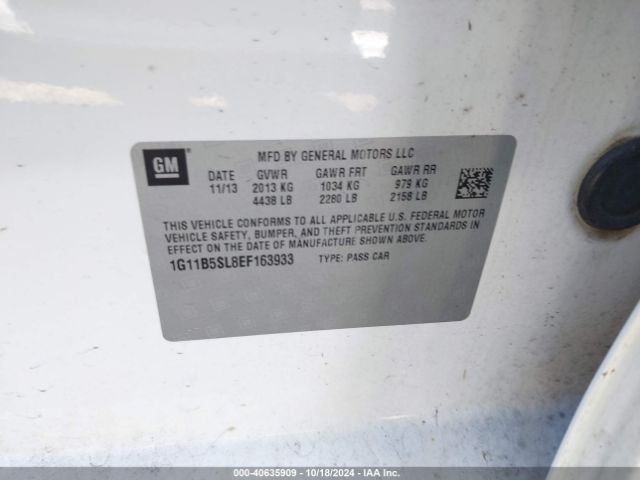 GM
MFD BY GENERAL MOTORS LLC
DATE GVWR GAWR FRT GAWR RR
11/13 2013 KG 1034 KG 979 KG
4438 LB 2280 LB 2158 LB
THIS VEHICLE CONFORMS TO ALL APPLICABLE U.S. FEDERAL MOTOR
VEHICLE SAFETY, BUMPER, AND THEFT PREVENTION STANDARDS IN
EFFECT ON THE DATE OF MANUFACTURE SHOWN ABOVE.
1G11B5SL8EF163933 TYPE: PASS CAR
000-40635909 - 10/18/2024 - IAA Inc.